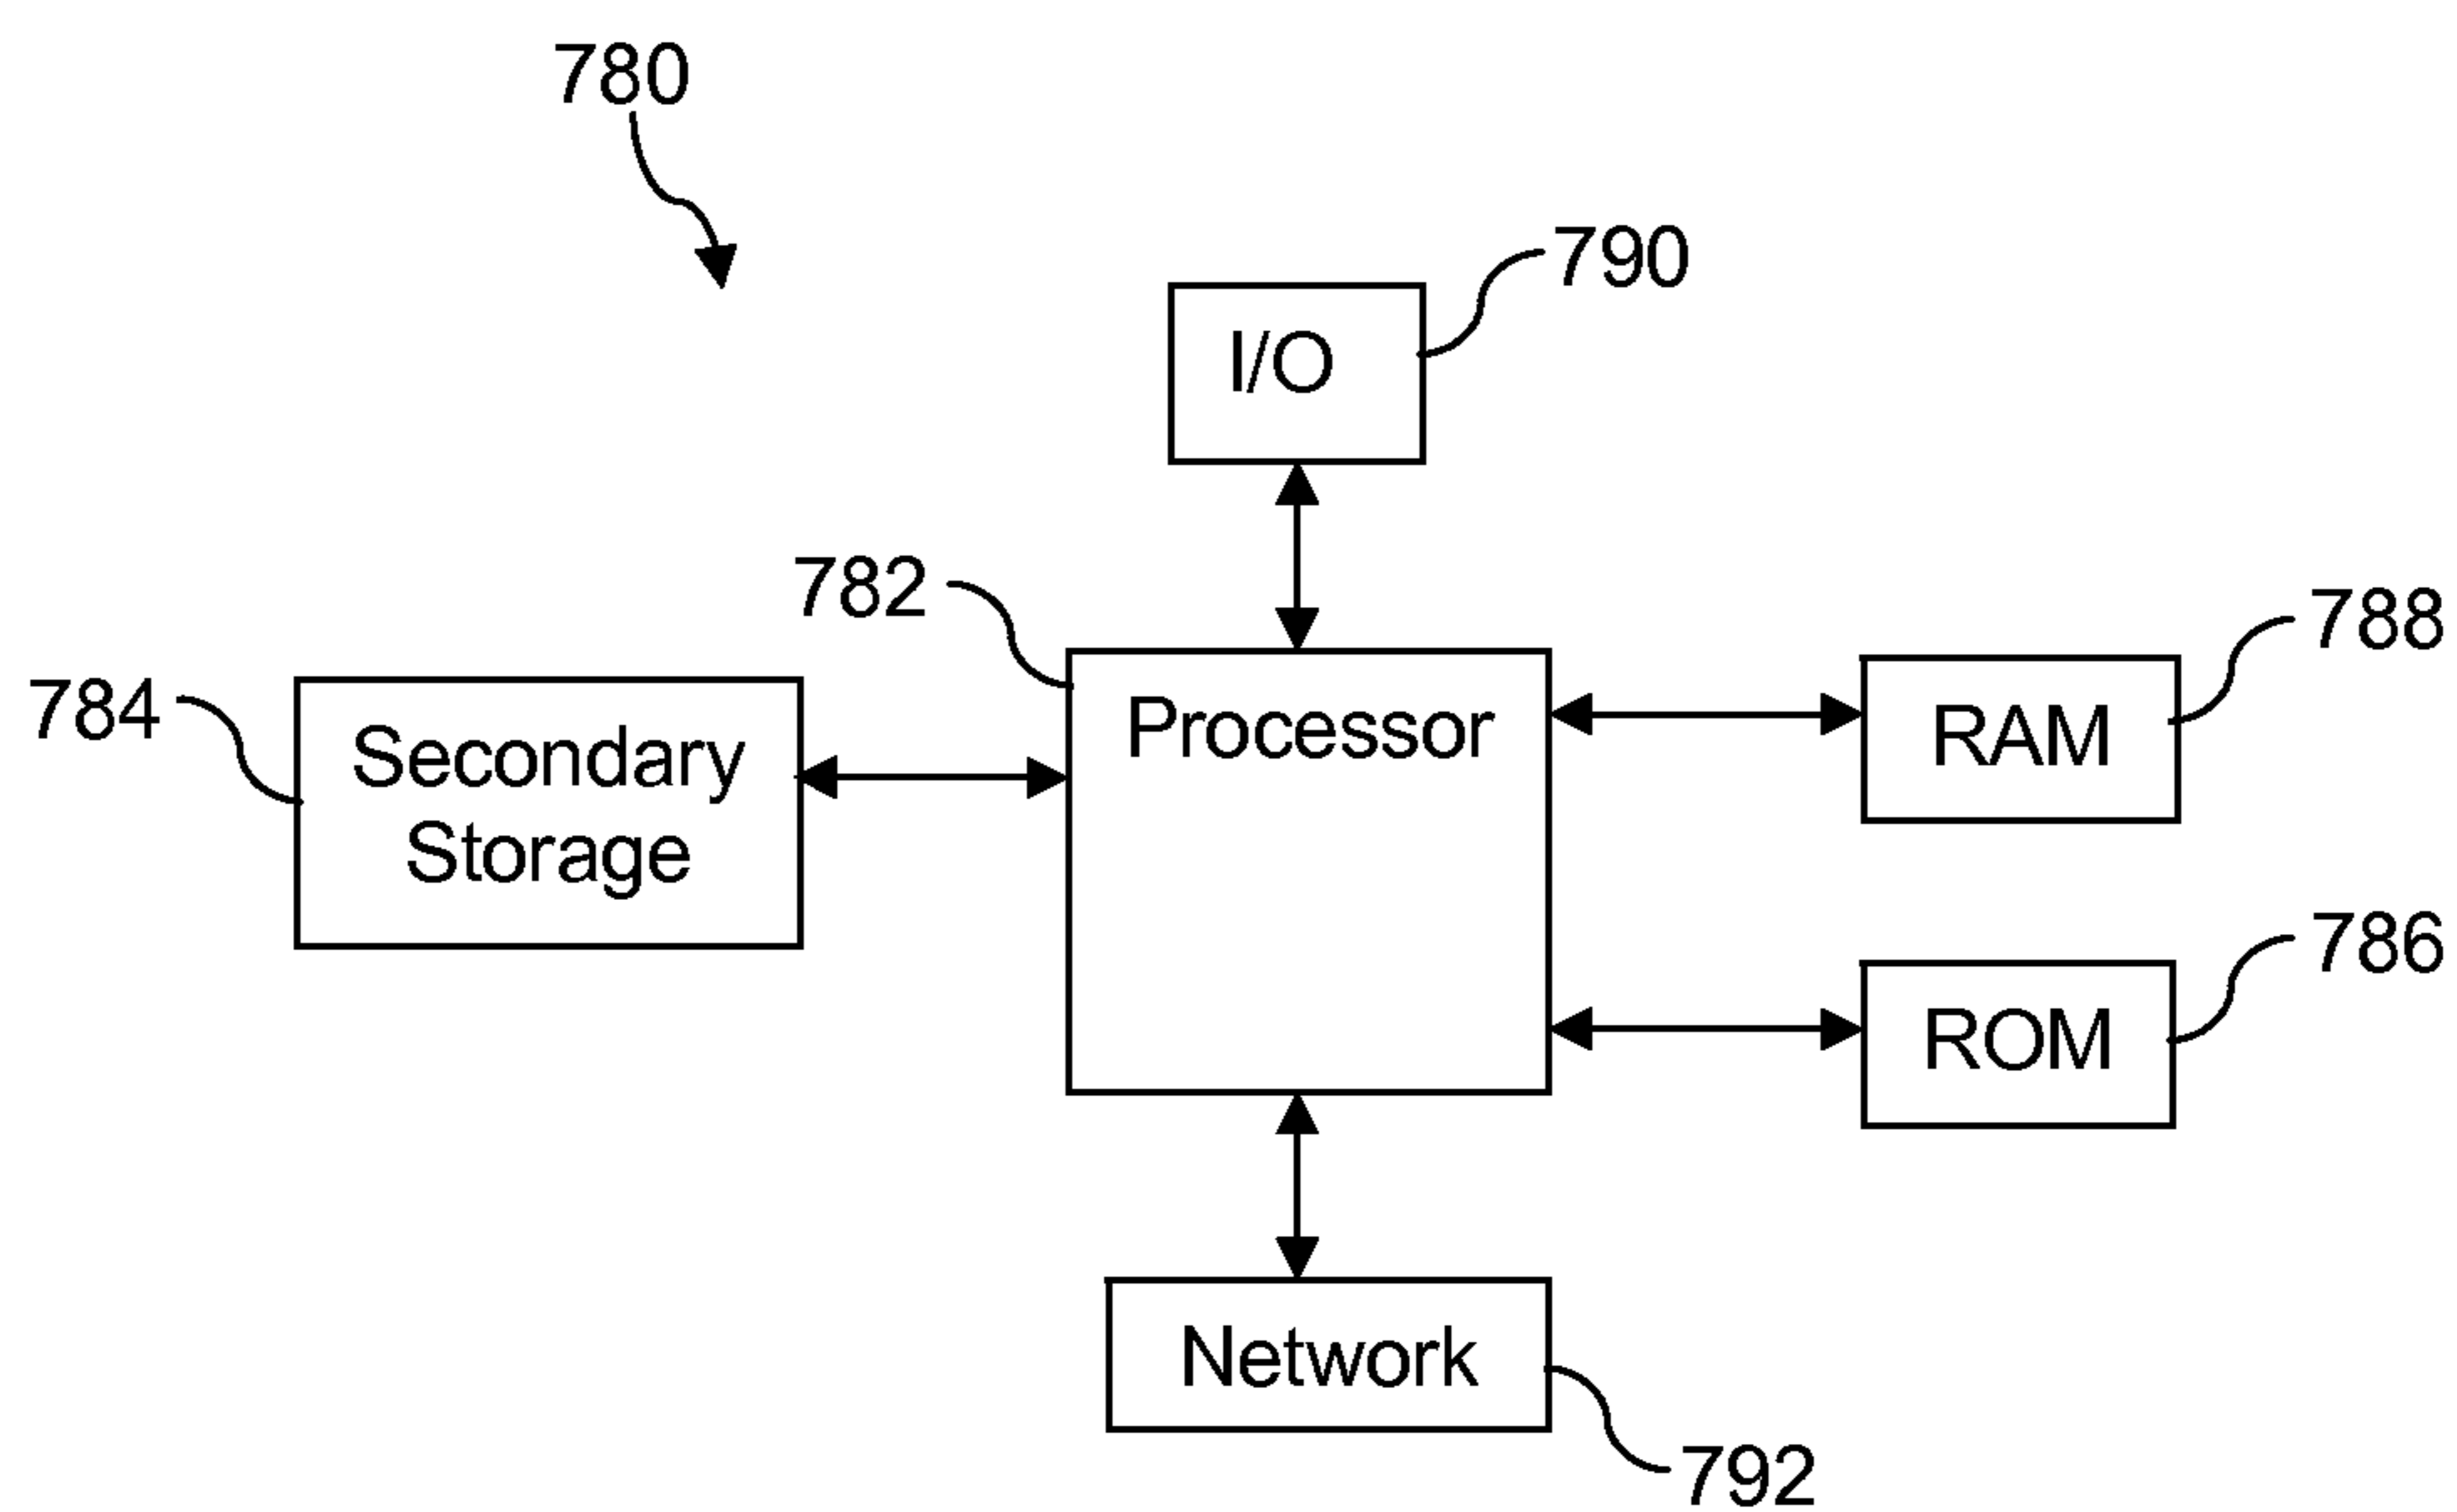 780
790
I/O
782
788
784
Secondary
Storage
Processor
RAM
786
ROM
Network
792